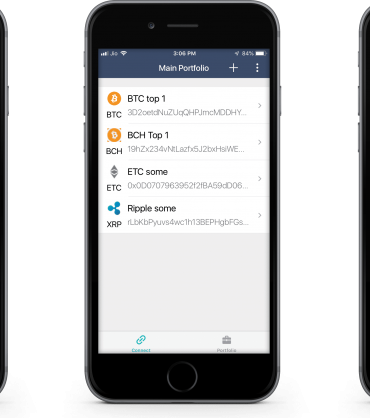 Jio 3:06 PM 84%
Main Portfolio
BTC top 1
BTC 3D2oetdNuZUqQHPJmcMDDHY...
BCH Top 1
BCH 19hZx234vNtLazfx5J2bxHsiWE...
ETC some
ETC 0x0D0707963952f2fBA59dD06...
Ripple some
XRP rLbKbPyuvs4wc1h13BEPHgbFGs...
Connect Portfolio